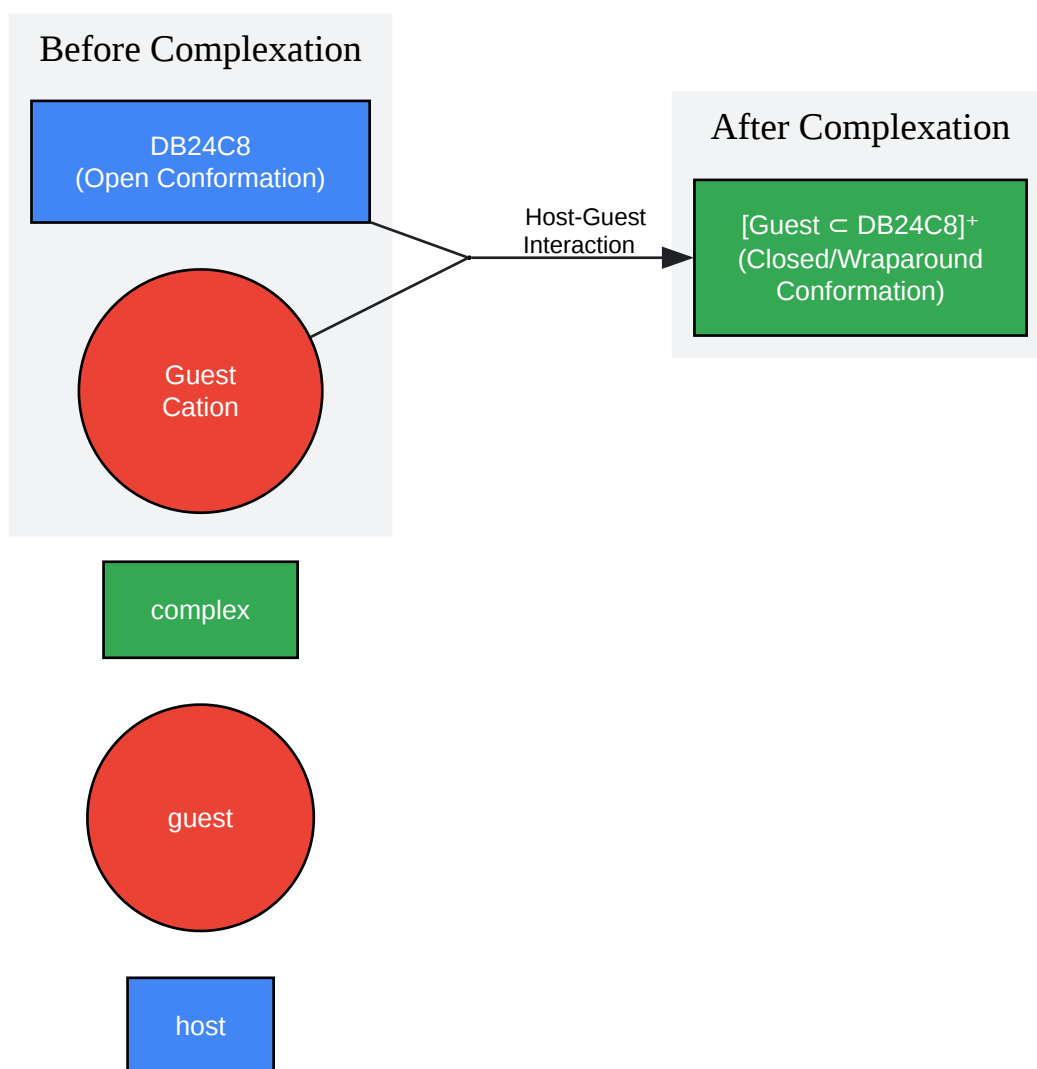 Before Complexation
DB24C8
(Open Conformation)
Guest
Cation
Host-Guest
Interaction
After Complexation
[Guest ⊂ DB24C8]⁺
(Closed/Wraparound
Conformation)
complex
guest
host